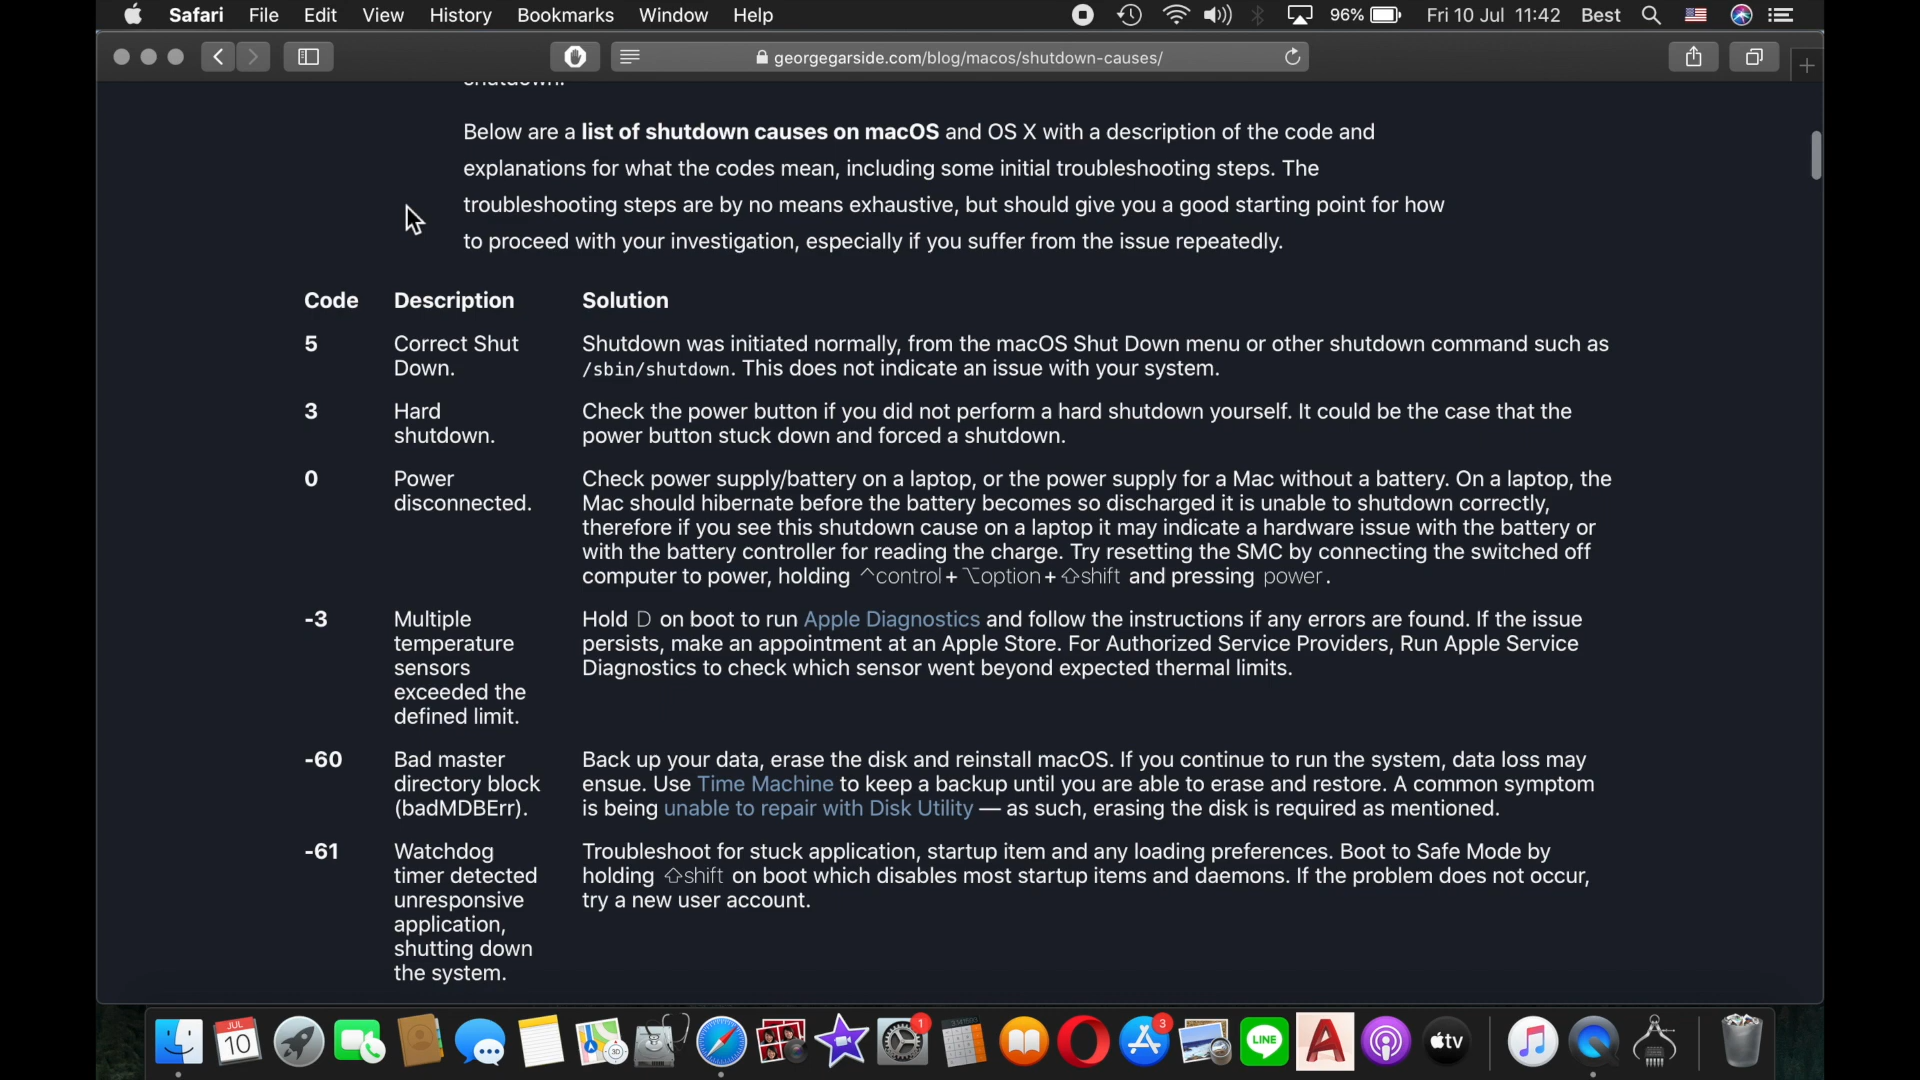 Safari File Edit View History Bookmarks Window Help 96% Fri 10 Jul 11:42 Best
georgegarside.com/blog/macos/shutdown-causes/
shutdown.
Below are a list of shutdown causes on macOS and OS X with a description of the code and
explanations for what the codes mean, including some initial troubleshooting steps. The
troubleshooting steps are by no means exhaustive, but should give you a good starting point for how
to proceed with your investigation, especially if you suffer from the issue repeatedly.
Code Description Solution
5 Correct Shut Shutdown was initiated normally, from the macOS Shut Down menu or other shutdown command such as
Down. /sbin/shutdown. This does not indicate an issue with your system.
3 Hard Check the power button if you did not perform a hard shutdown yourself. It could be the case that the
shutdown. power button stuck down and forced a shutdown.
0 Power Check power supply/battery on a laptop, or the power supply for a Mac without a battery. On a laptop, the
disconnected. Mac should hibernate before the battery becomes so discharged it is unable to shutdown correctly,
therefore if you see this shutdown cause on a laptop it may indicate a hardware issue with the battery or
with the battery controller for reading the charge. Try resetting the SMC by connecting the switched off
computer to power, holding ^control+⌥option+⇧shift and pressing power.
-3 Multiple Hold D on boot to run Apple Diagnostics and follow the instructions if any errors are found. If the issue
temperature persists, make an appointment at an Apple Store. For Authorized Service Providers, Run Apple Service
sensors Diagnostics to check which sensor went beyond expected thermal limits.
exceeded the
defined limit.
-60 Bad master Back up your data, erase the disk and reinstall macOS. If you continue to run the system, data loss may
directory block ensue. Use Time Machine to keep a backup until you are able to erase and restore. A common symptom
(badMDBErr). is being unable to repair with Disk Utility — as such, erasing the disk is required as mentioned.
-61 Watchdog Troubleshoot for stuck application, startup item and any loading preferences. Boot to Safe Mode by
timer detected holding ⇧shift on boot which disables most startup items and daemons. If the problem does not occur,
unresponsive try a new user account.
application,
shutting down
the system.
JUL
10
3D
1
3
LINE
A
tv